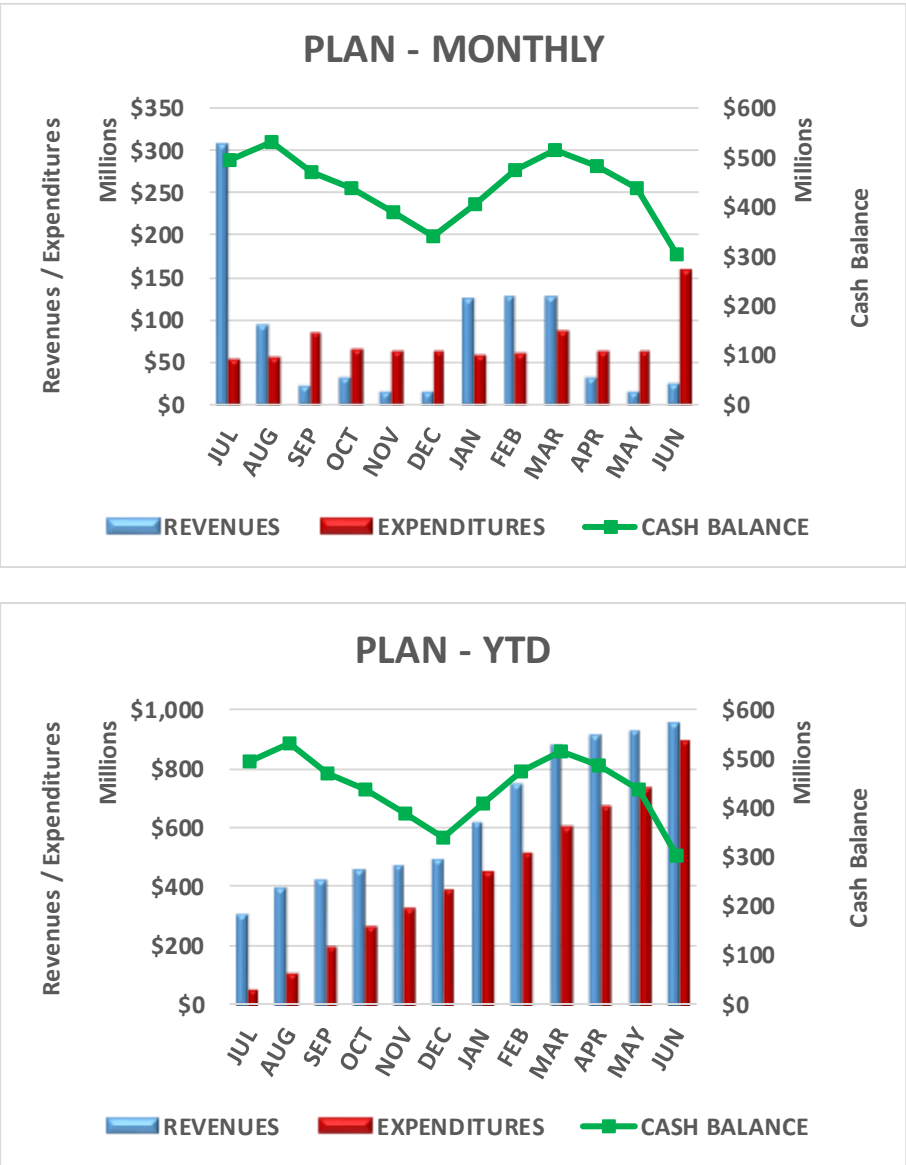 PLAN - MONTHLY
Revenues / Expenditures
Millions
$350
$300
$250
$200
$150
$100
$50
$0
$600
$500
$400
$300
$200
$100
$0
Millions
Cash Balance
JUL AUG SEP OCT NOV DEC JAN FEB MAR APR MAY JUN
REVENUES EXPENDITURES CASH BALANCE
PLAN - YTD
Revenues / Expenditures
Millions
$1,000
$800
$600
$400
$200
$0
$600
$500
$400
$300
$200
$100
$0
Millions
Cash Balance
JUL AUG SEP OCT NOV DEC JAN FEB MAR APR MAY JUN
REVENUES EXPENDITURES CASH BALANCE